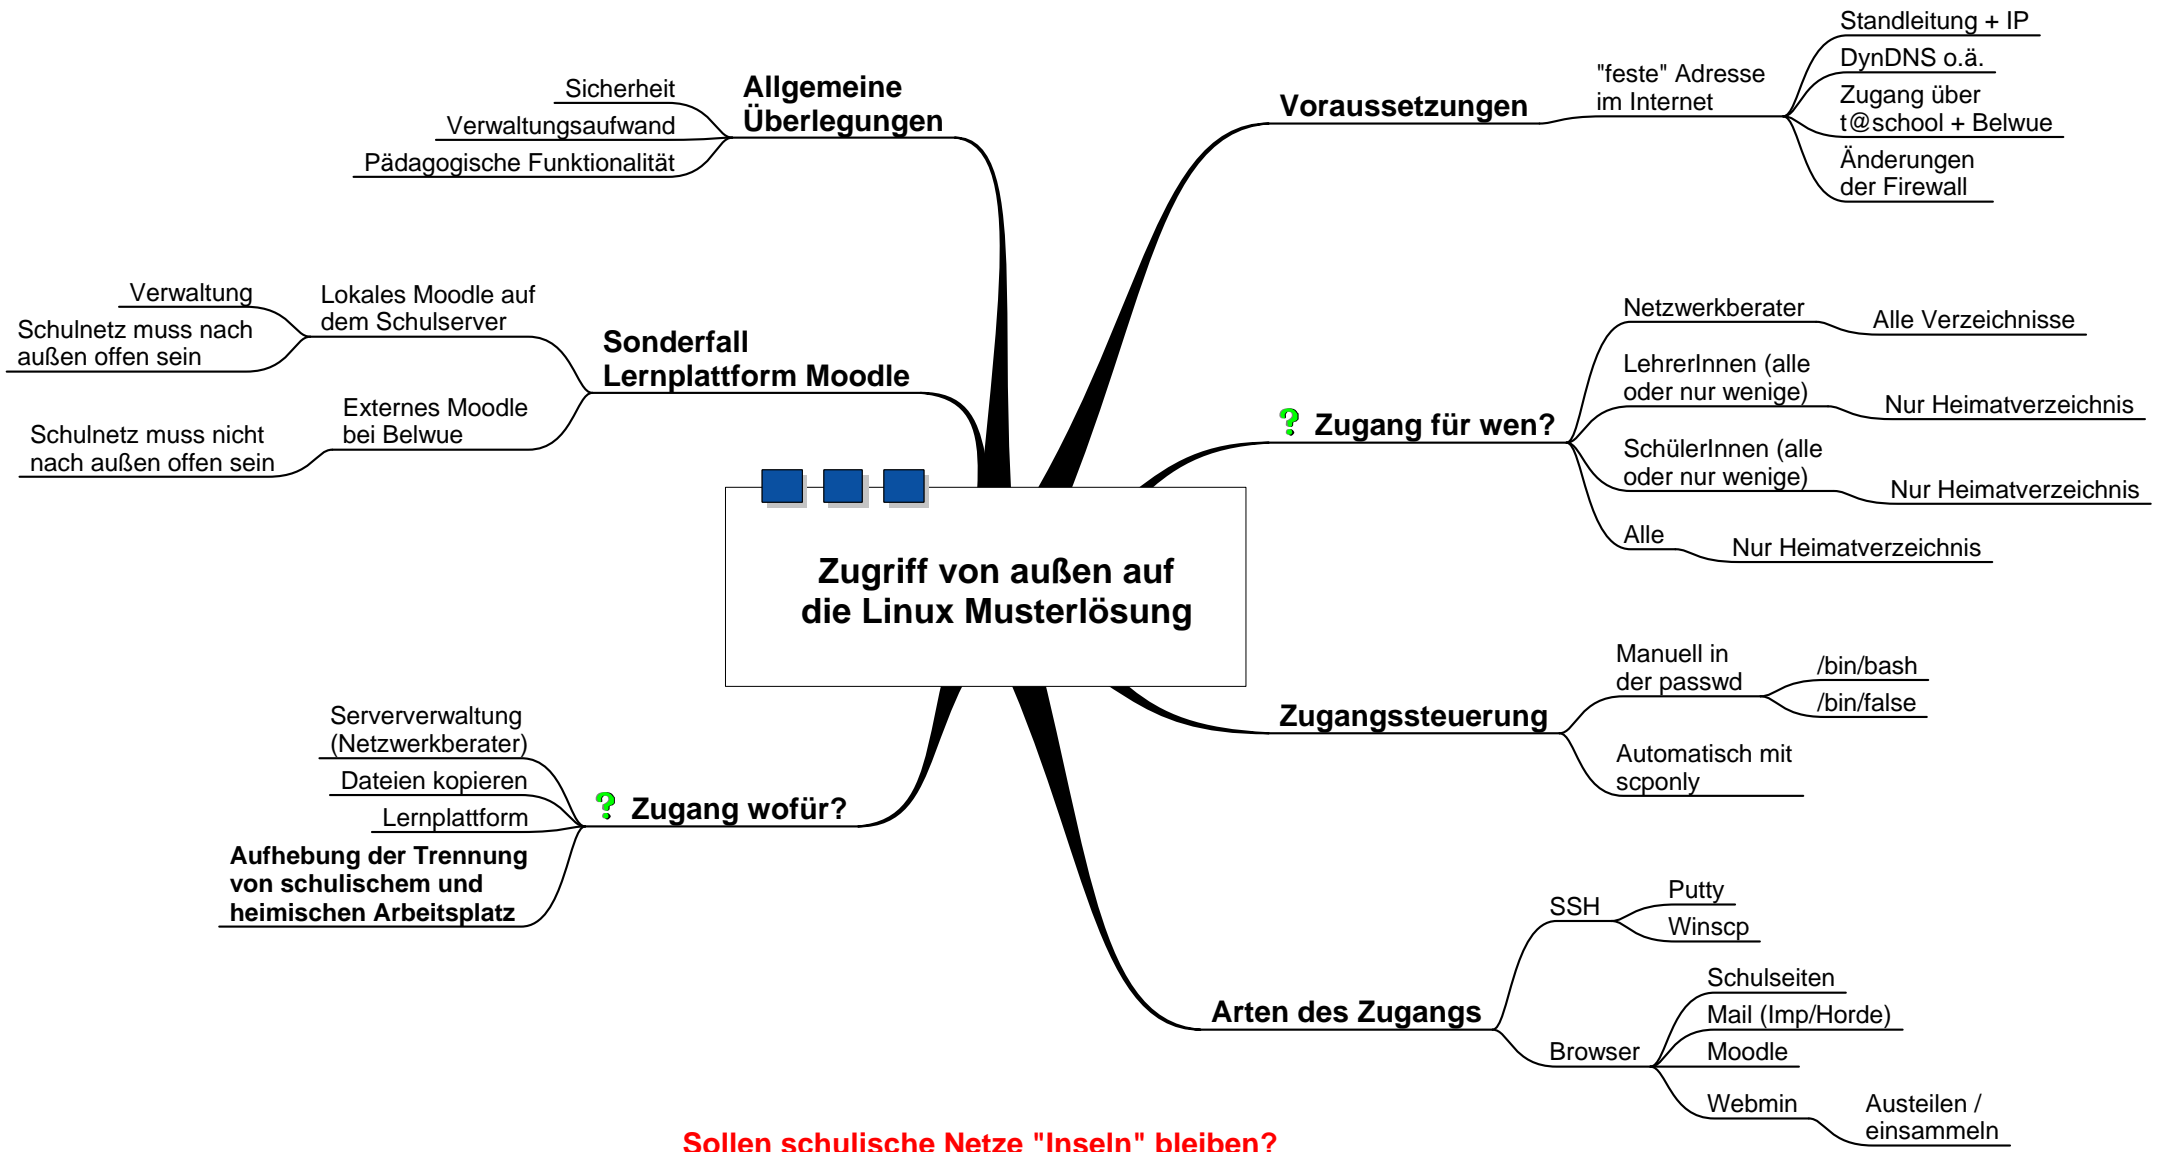 Zugriff von außen auf
die Linux Musterlösung
Voraussetzungen
"feste" Adresse
im Internet
Standleitung + IP
DynDNS o.ä.
Zugang über
t@school + Belwue
Änderungen
der Firewall
? Zugang für wen?
Netzwerkberater
Alle Verzeichnisse
LehrerInnen (alle
oder nur wenige)
Nur Heimatverzeichnis
SchülerInnen (alle
oder nur wenige)
Nur Heimatverzeichnis
Alle
Nur Heimatverzeichnis
Zugangssteuerung
Manuell in
der passwd
/bin/bash
/bin/false
Automatisch mit
scponly
Arten des Zugangs
SSH
Putty
Winscp
Browser
Schulseiten
Mail (Imp/Horde)
Moodle
Webmin
Austeilen /
einsammeln
Allgemeine
Überlegungen
Sicherheit
Verwaltungsaufwand
Pädagogische Funktionalität
Sonderfall
Lernplattform Moodle
Lokales Moodle auf
dem Schulserver
Verwaltung
Schulnetz muss nach
außen offen sein
Externes Moodle
bei Belwue
Schulnetz muss nicht
nach außen offen sein
? Zugang wofür?
Serververwaltung
(Netzwerkberater)
Dateien kopieren
Lernplattform
Aufhebung der Trennung
von schulischem und
heimischen Arbeitsplatz
Sollen schulische Netze "Inseln" bleiben?